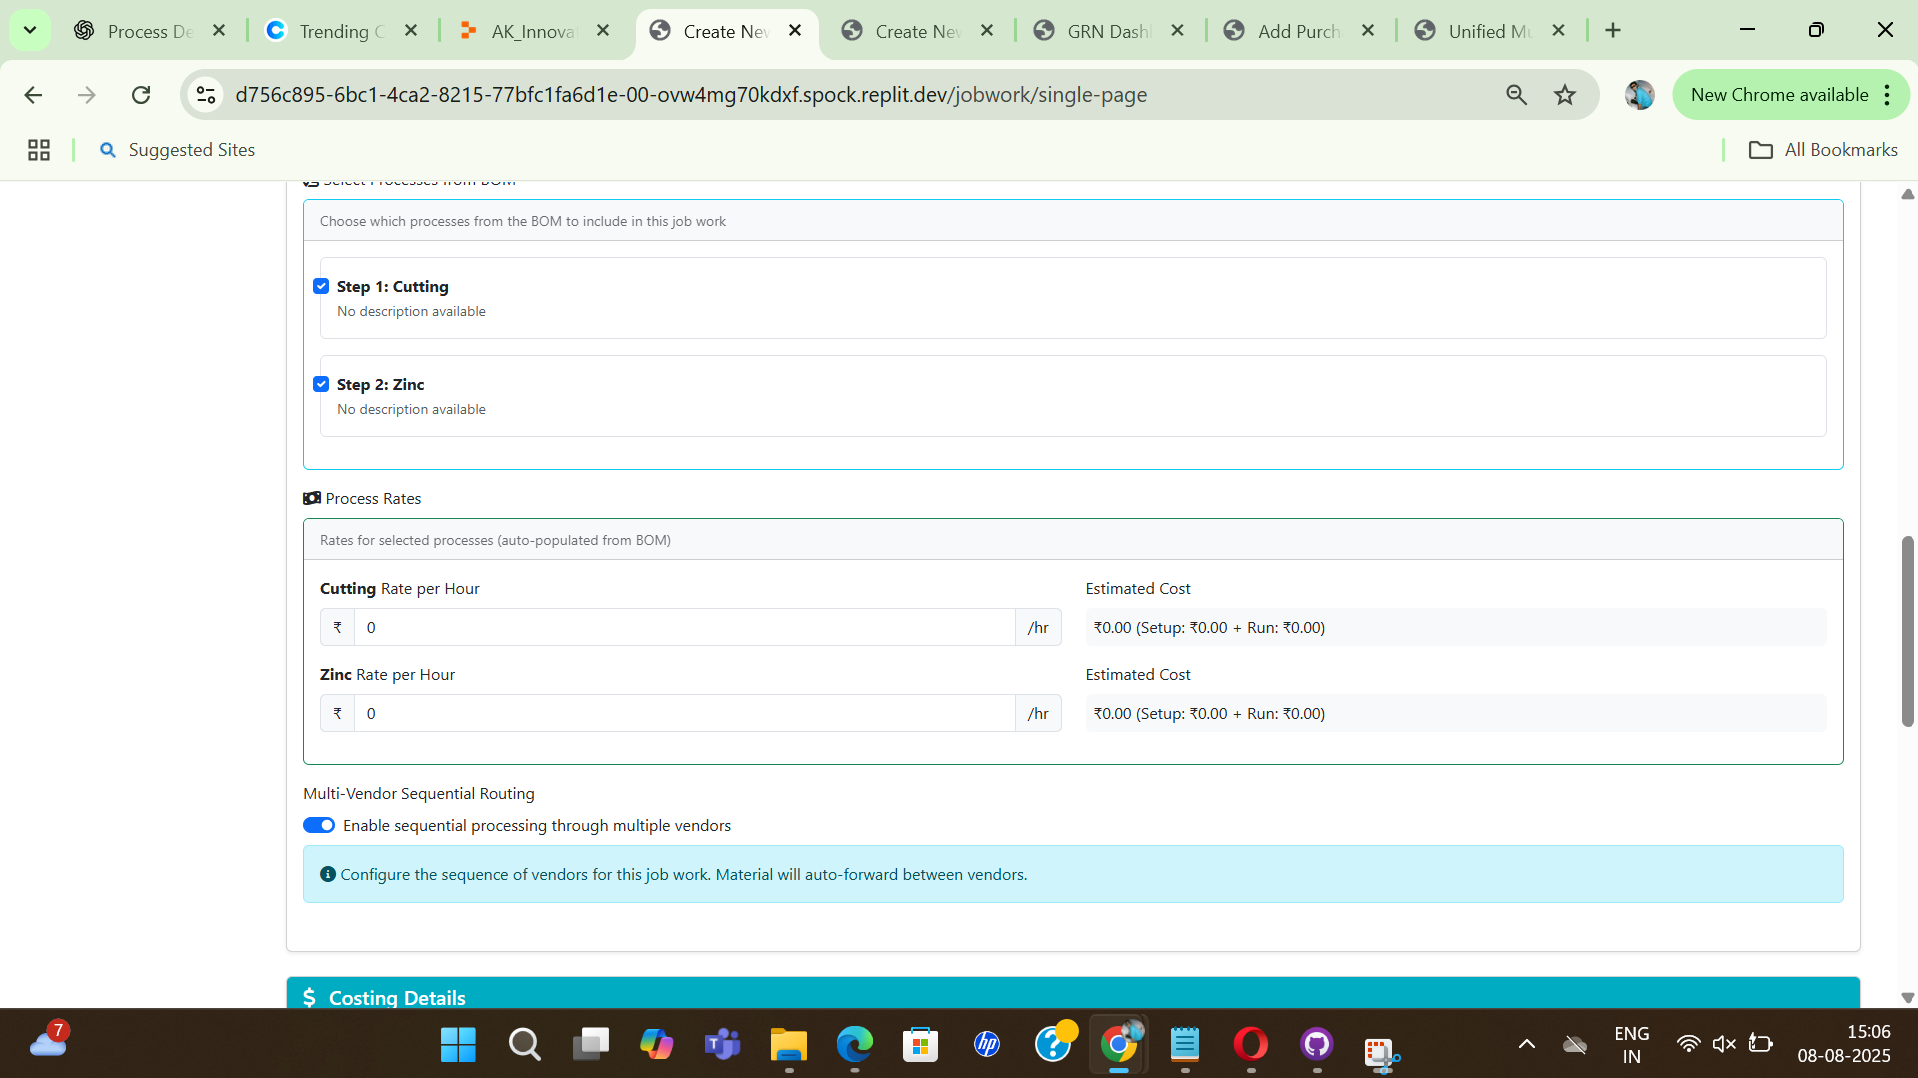 Process De
Trending C
AK_Innova
Create New
Create New
GRN Dashl
Add Purch
Unified Mu
d756c895-6bc1-4ca2-8215-77bfc1fa6d1e-00-ovw4mg70kdxf.spock.replit.dev/jobwork/single-page
New Chrome available
Suggested Sites
All Bookmarks
Select Processes from BOM
Choose which processes from the BOM to include in this job work
Step 1: Cutting
No description available
Step 2: Zinc
No description available
Process Rates
Rates for selected processes (auto-populated from BOM)
Cutting Rate per Hour
Estimated Cost
₹ 0 /hr
₹0.00 (Setup: ₹0.00 + Run: ₹0.00)
Zinc Rate per Hour
Estimated Cost
₹ 0 /hr
₹0.00 (Setup: ₹0.00 + Run: ₹0.00)
Multi-Vendor Sequential Routing
Enable sequential processing through multiple vendors
Configure the sequence of vendors for this job work. Material will auto-forward between vendors.
$ Costing Details
7
hp
ENG
IN
15:06
08-08-2025